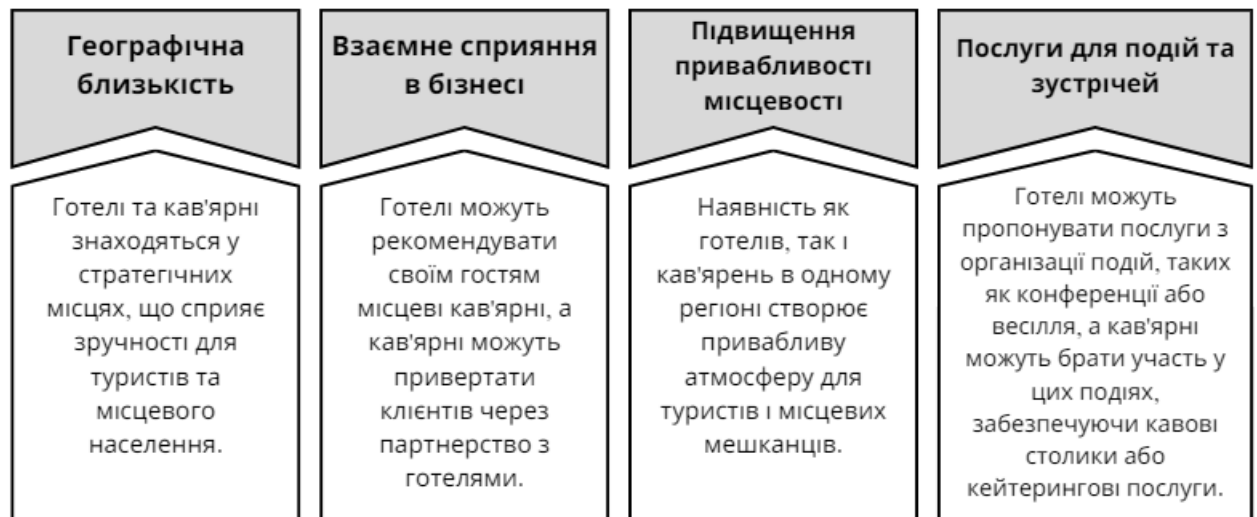 Географічна
близькість
Готелі та кав'ярні
знаходяться у
стратегічних
місцях, що сприяє
зручності для
туристів та
місцевого
населення.
Взаємне сприяння
в бізнесі
Готелі можуть
рекомендувати
своїм гостям
місцеві кав'ярні, а
кав'ярні можуть
привертати
клієнтів через
партнерство з
готелями.
Підвищення
привабливості
місцевості
Наявність як
готелів, так і
кав'ярень в одному
регіоні створює
привабливу
атмосферу для
туристів і місцевих
мешканців.
Послуги для подій та
зустрічей
Готелі можуть
пропонувати послуги з
організації подій, таких
як конференції або
весілля, а кав'ярні
можуть брати участь у
цих подіях,
забезпечуючи кавові
столики або
кейтерингові послуги.